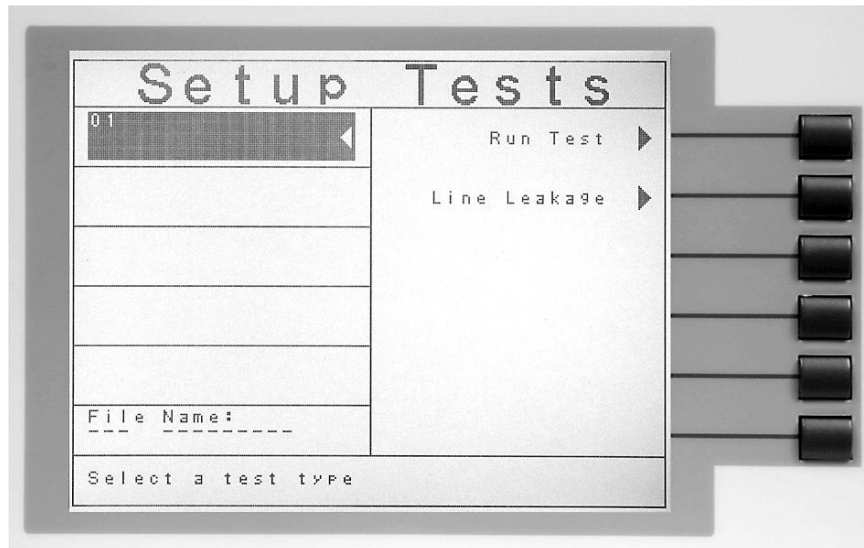 Setup Tests
01
Run Test
Line Leakage
File Name:
Select a test type